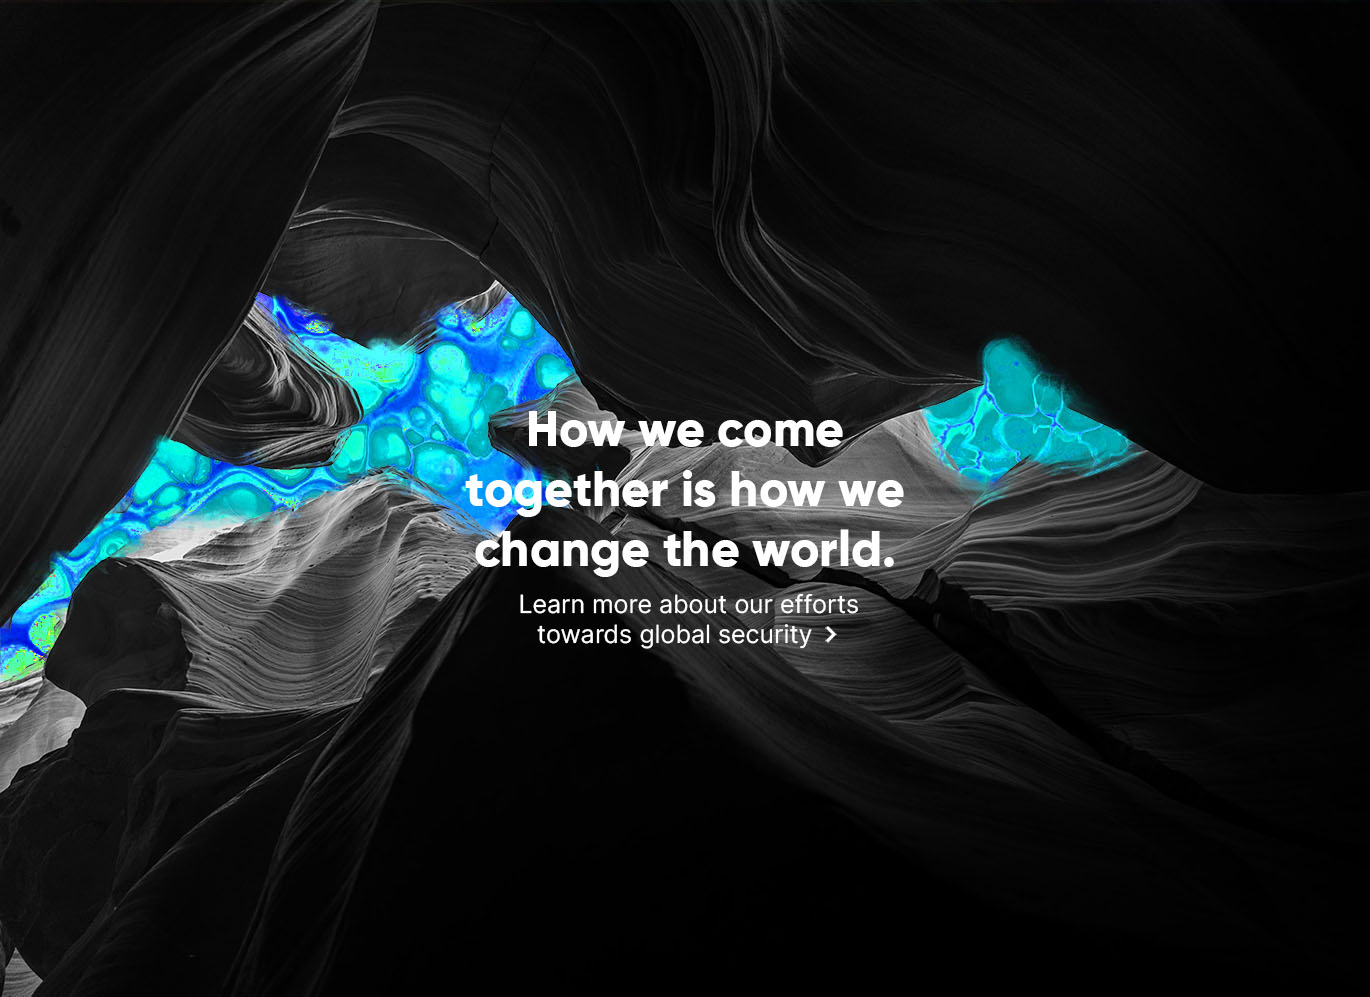 How we come
together is how we
change the world.
Learn more about our efforts
towards global security